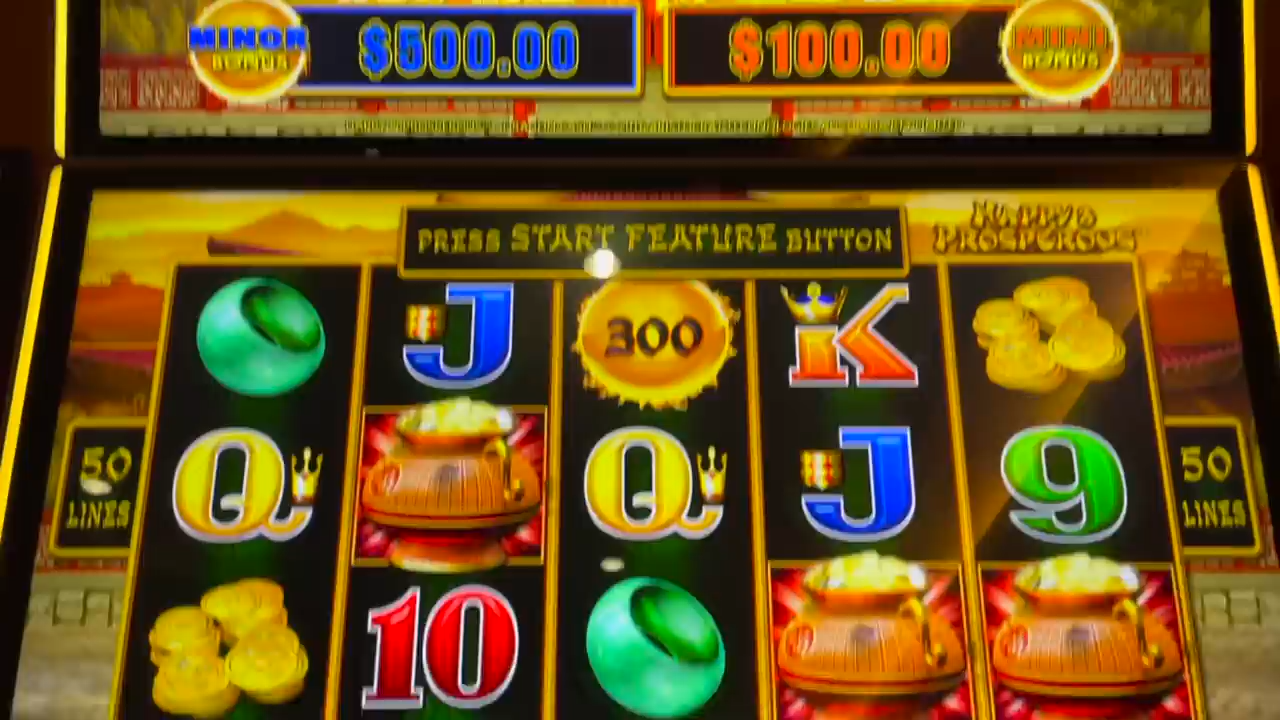 MINOR
BONUS
$500.00
$100.00
MINI
BONUS
PRESS START FEATURE BUTTON
HAPPY &
PROSPEROUS
J
300
K
50
LINES
Q
Q
J
9
50
LINES
10